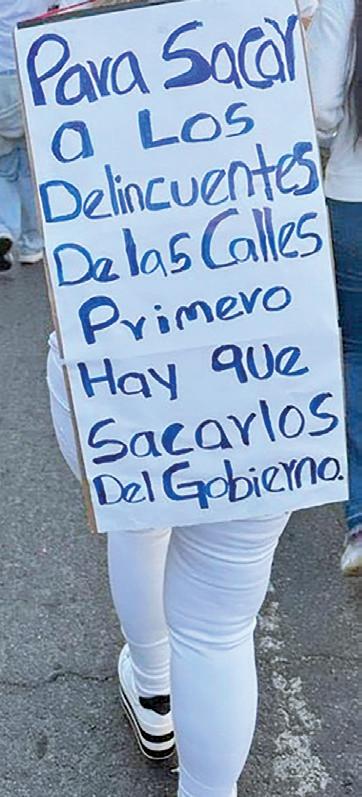 Para Sacar
a Los
Delincuentes
De las Calles
Primero
Hay que
Sacarlos
Del Gobierno.